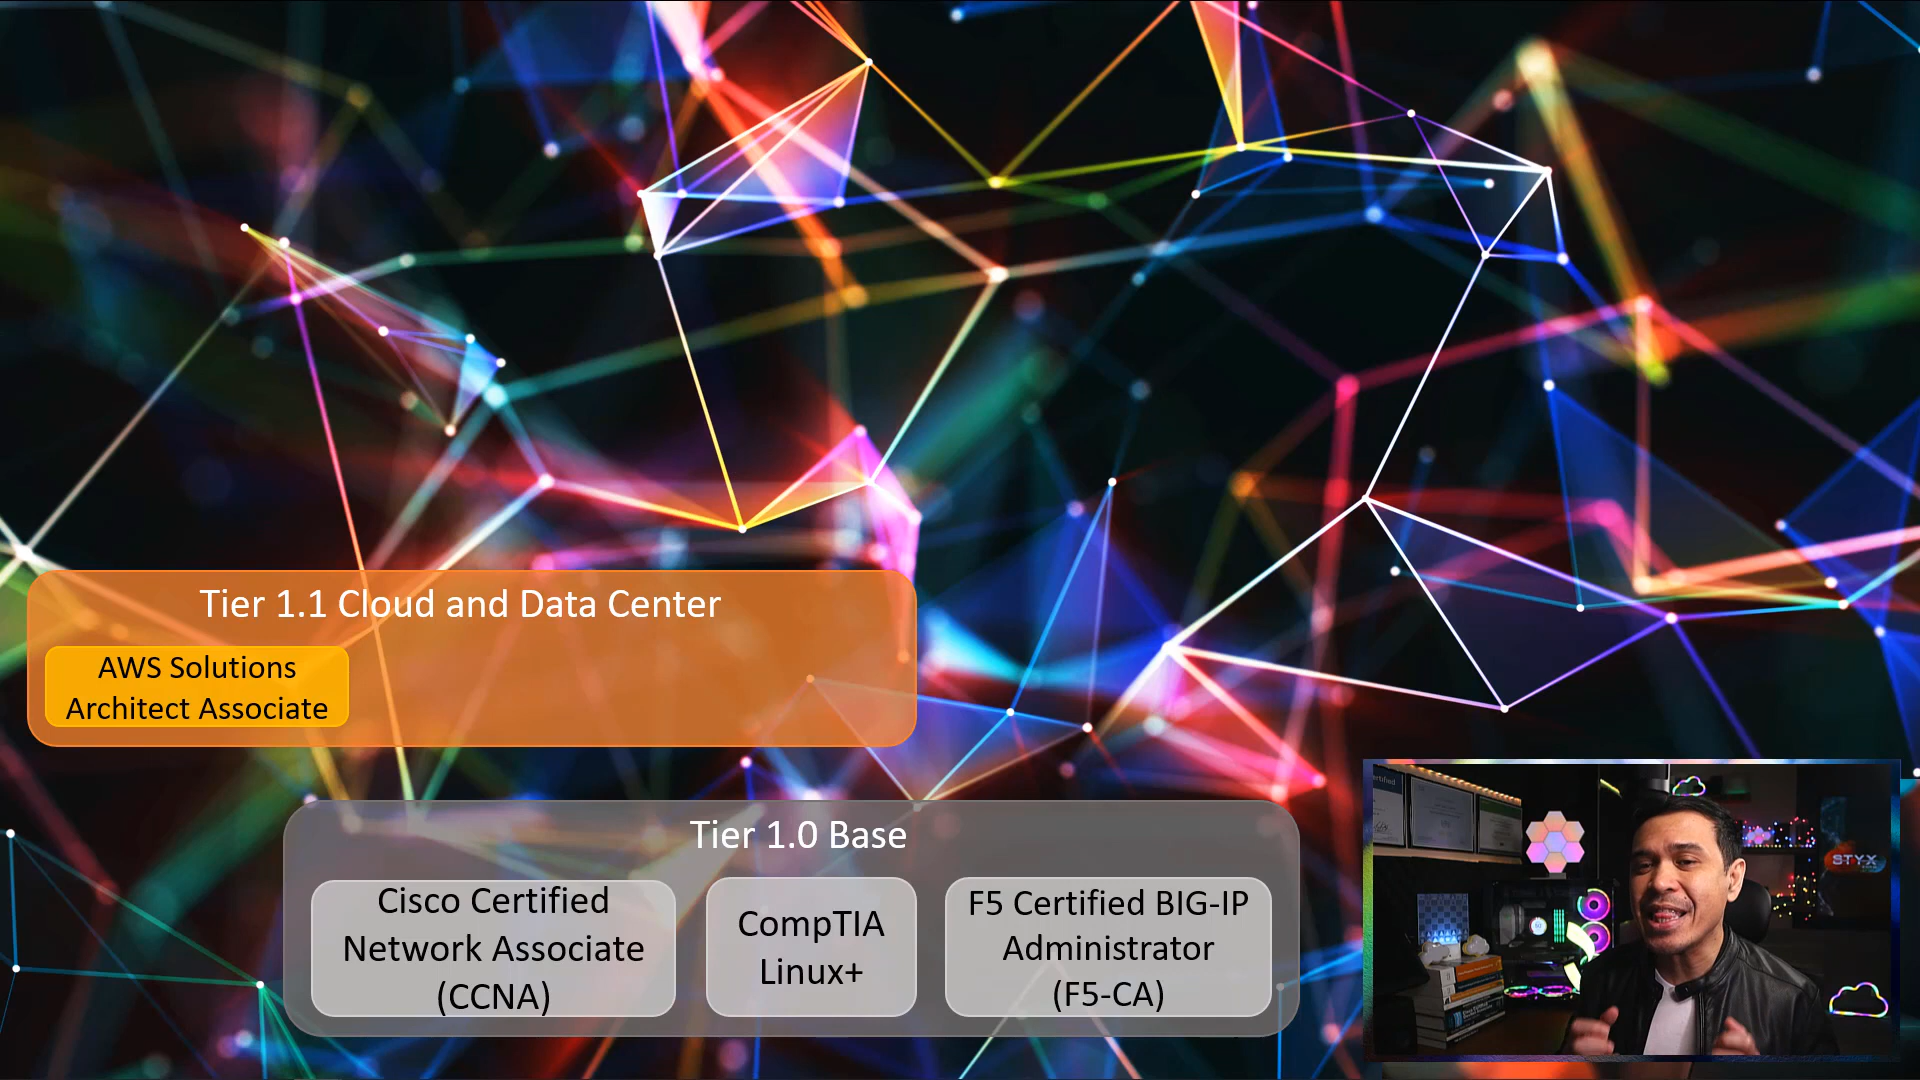 Tier 1.1 Cloud and Data Center
AWS Solutions
Architect Associate
Tier 1.0 Base
Cisco Certified
Network Associate
(CCNA)
CompTIA
Linux+
F5 Certified BIG-IP
Administrator
(F5-CA)
STYX